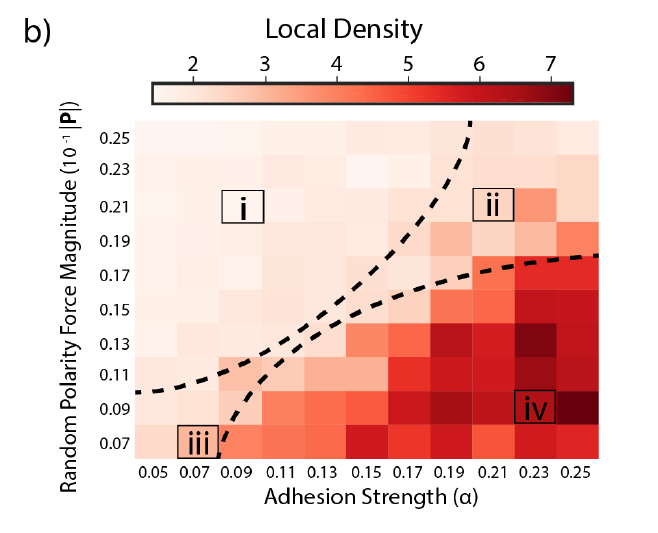 b)
Local Density
2 3 4 5 6 7
Random Polarity Force Magnitude (10⁻¹ |P|)
0.25
0.23
0.21
0.19
0.17
0.15
0.13
0.11
0.09
0.07
i
ii
iii
iv
0.05 0.07 0.09 0.11 0.13 0.15 0.17 0.19 0.21 0.23 0.25
Adhesion Strength (α)